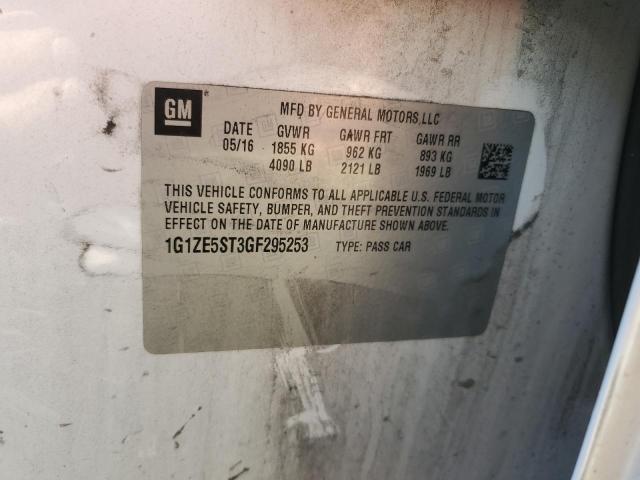 GM
MFD BY GENERAL MOTORS,LLC
DATE GVWR GAWR FRT GAWR RR
05/16 1855 KG 962 KG 893 KG
4090 LB 2121 LB 1969 LB
THIS VEHICLE CONFORMS TO ALL APPLICABLE U.S. FEDERAL MOTOR
VEHICLE SAFETY, BUMPER, AND THEFT PREVENTION STANDARDS IN
EFFECT ON THE DATE OF MANUFACTURE SHOWN ABOVE.
1G1ZE5ST3GF295253 TYPE: PASS CAR